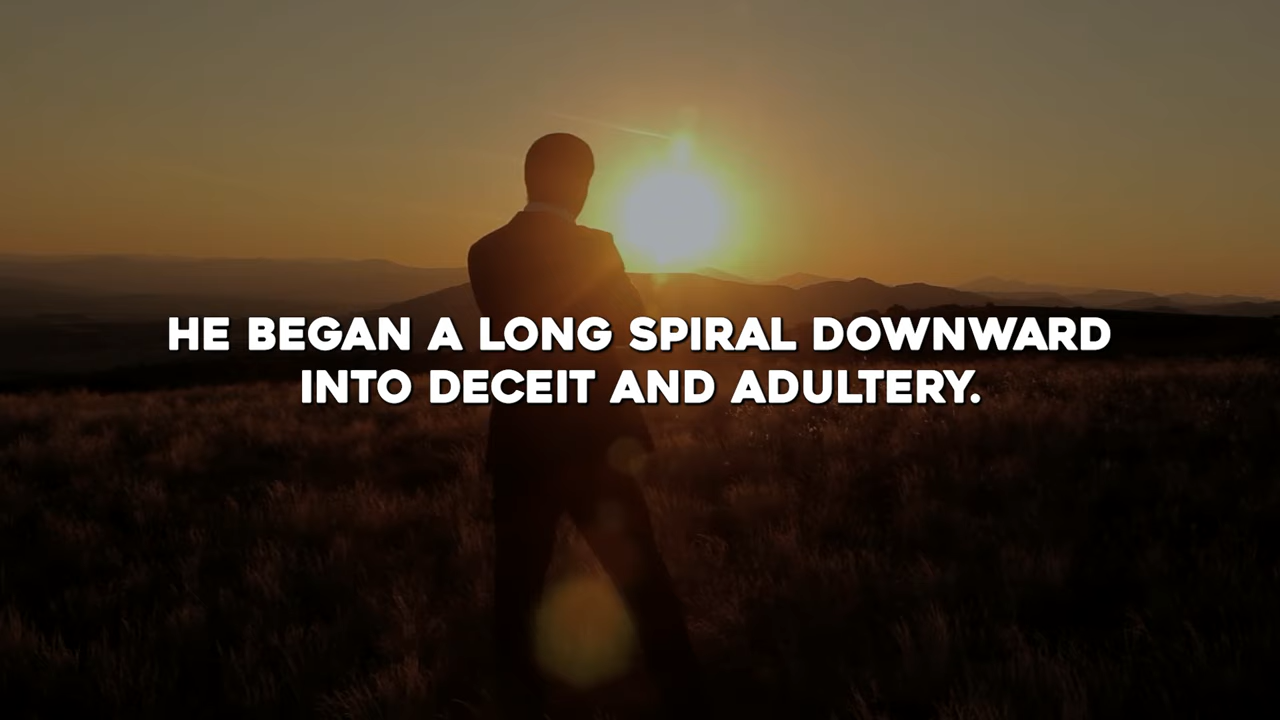 HE BEGAN A LONG SPIRAL DOWNWARD
INTO DECEIT AND ADULTERY.